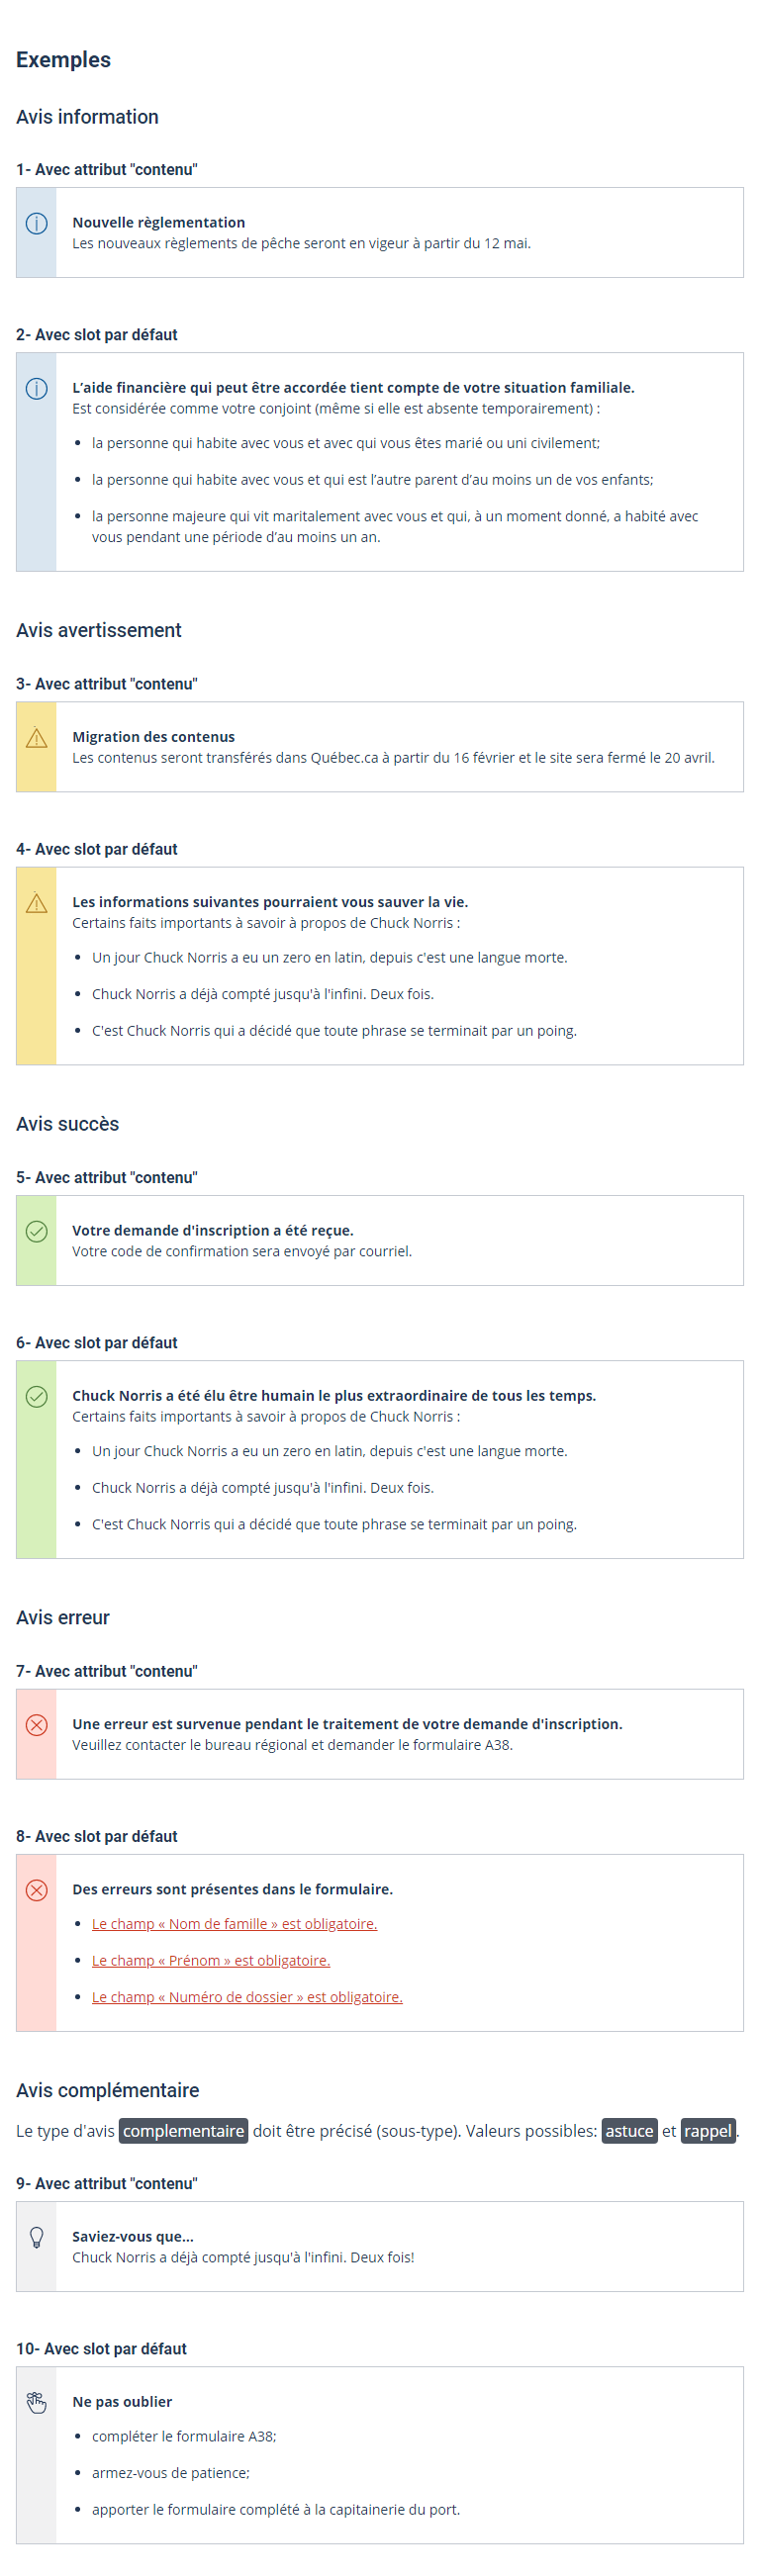 Exemples
Avis information
1- Avec attribut "contenu"
Nouvelle règlementation
Les nouveaux règlements de pêche seront en vigeur à partir du 12 mai.
2- Avec slot par défaut
L’aide financière qui peut être accordée tient compte de votre situation familiale.
Est considérée comme votre conjoint (même si elle est absente temporairement) :
la personne qui habite avec vous et avec qui vous êtes marié ou uni civilement;
la personne qui habite avec vous et qui est l’autre parent d’au moins un de vos enfants;
la personne majeure qui vit maritalement avec vous et qui, à un moment donné, a habité avec
vous pendant une période d’au moins un an.
Avis avertissement
3- Avec attribut "contenu"
Migration des contenus
Les contenus seront transférés dans Québec.ca à partir du 16 février et le site sera fermé le 20 avril.
4- Avec slot par défaut
Les informations suivantes pourraient vous sauver la vie.
Certains faits importants à savoir à propos de Chuck Norris :
Un jour Chuck Norris a eu un zero en latin, depuis c'est une langue morte.
Chuck Norris a déjà compté jusqu'à l'infini. Deux fois.
C'est Chuck Norris qui a décidé que toute phrase se terminait par un poing.
Avis succès
5- Avec attribut "contenu"
Votre demande d'inscription a été reçue.
Votre code de confirmation sera envoyé par courriel.
6- Avec slot par défaut
Chuck Norris a été élu être humain le plus extraordinaire de tous les temps.
Certains faits importants à savoir à propos de Chuck Norris :
Un jour Chuck Norris a eu un zero en latin, depuis c'est une langue morte.
Chuck Norris a déjà compté jusqu'à l'infini. Deux fois.
C'est Chuck Norris qui a décidé que toute phrase se terminait par un poing.
Avis erreur
7- Avec attribut "contenu"
Une erreur est survenue pendant le traitement de votre demande d'inscription.
Veuillez contacter le bureau régional et demander le formulaire A38.
8- Avec slot par défaut
Des erreurs sont présentes dans le formulaire.
Le champ « Nom de famille » est obligatoire.
Le champ « Prénom » est obligatoire.
Le champ « Numéro de dossier » est obligatoire.
Avis complémentaire
Le type d'avis complementaire doit être précisé (sous-type). Valeurs possibles: astuce et rappel.
9- Avec attribut "contenu"
Saviez-vous que...
Chuck Norris a déjà compté jusqu'à l'infini. Deux fois!
10- Avec slot par défaut
Ne pas oublier
compléter le formulaire A38;
armez-vous de patience;
apporter le formulaire complété à la capitainerie du port.